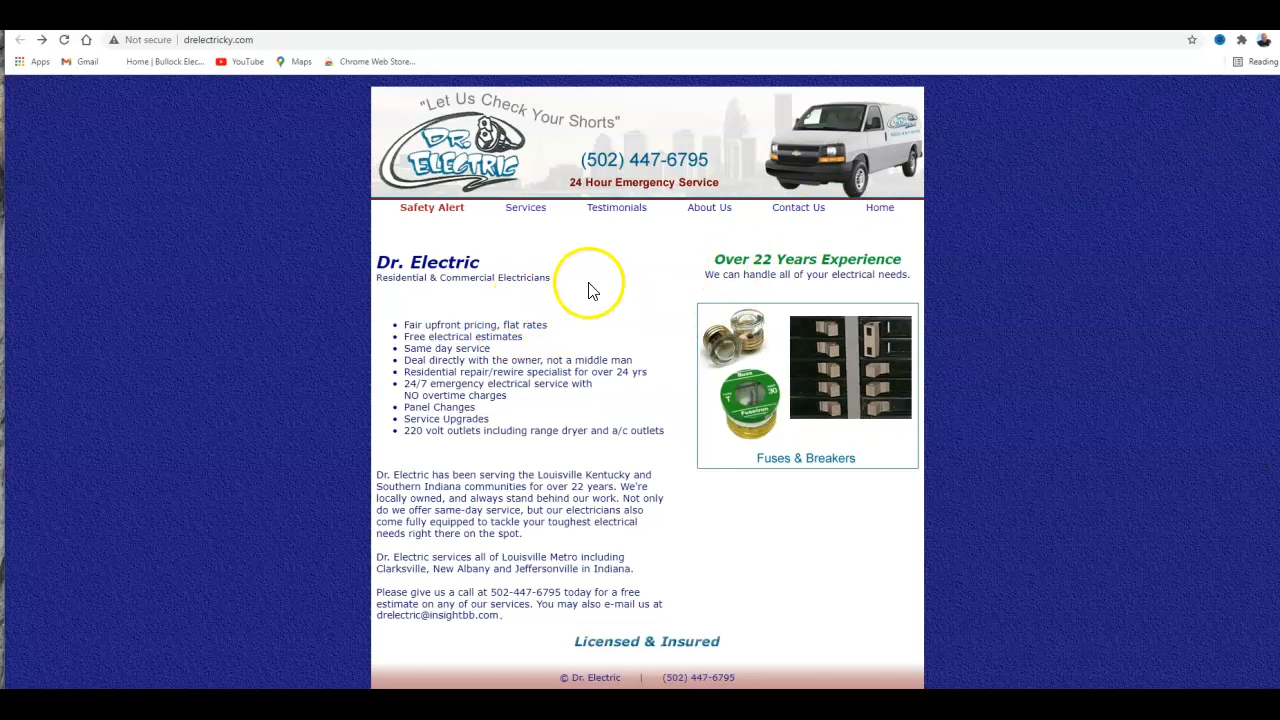 Not secure
drelectricky.com
Apps
Gmail
Home | Bullock Elec...
YouTube
Maps
Chrome Web Store...
Reading
"Let Us Check Your Shorts"
DR. ELECTRIC
(502) 447-6795
24 Hour Emergency Service
Safety Alert
Services
Testimonials
About Us
Contact Us
Home
Dr. Electric
Residential & Commercial Electricians
Over 22 Years Experience
We can handle all of your electrical needs.
Fair upfront pricing, flat rates
Free electrical estimates
Same day service
Deal directly with the owner, not a middle man
Residential repair/rewire specialist for over 24 yrs
24/7 emergency electrical service with
NO overtime charges
Panel Changes
Service Upgrades
220 volt outlets including range dryer and a/c outlets
Fuses & Breakers
Dr. Electric has been serving the Louisville Kentucky and
Southern Indiana communities for over 22 years. We're
locally owned, and always stand behind our work. Not only
do we offer same-day service, but our electricians also
come fully equipped to tackle your toughest electrical
needs right there on the spot.
Dr. Electric services all of Louisville Metro including
Clarksville, New Albany and Jeffersonville in Indiana.
Please give us a call at 502-447-6795 today for a free
estimate on any of our services. You may also e-mail us at
drelectric@insightbb.com.
Licensed & Insured
© Dr. Electric | (502) 447-6795